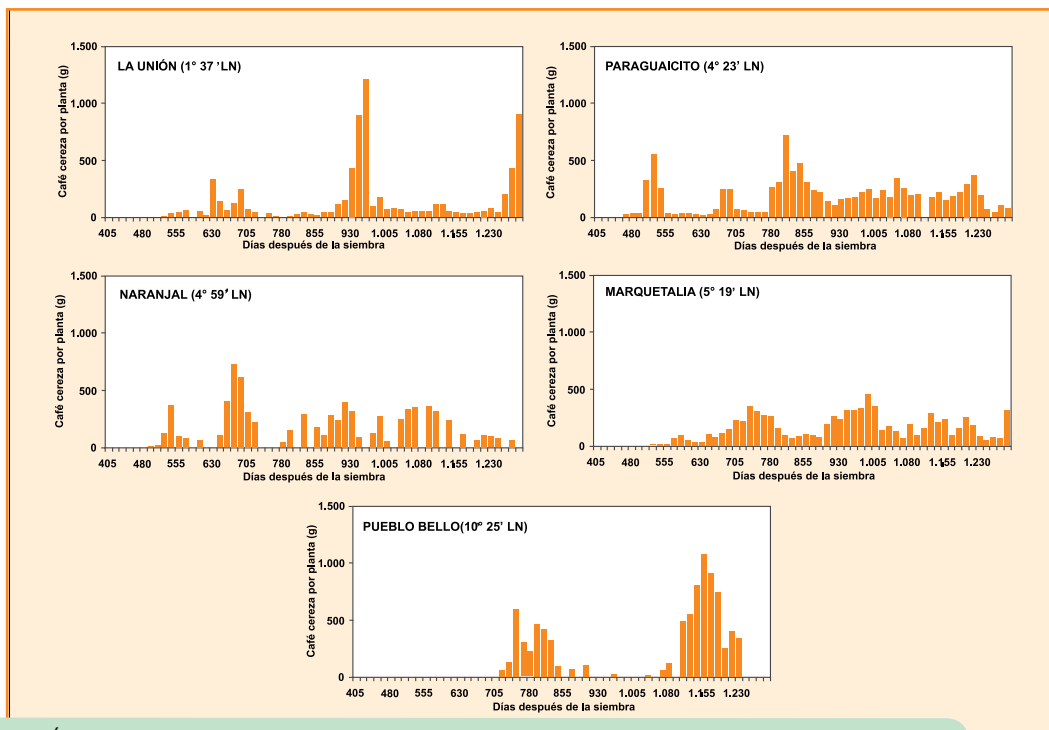 LA UNIÓN (1° 37 'LN)
Café cereza por planta (g)
1.500
1.000
500
0
405 480 555 630 705 780 855 930 1.005 1.080 1.155 1.230
Días después de la siembra
PARAGUAICITO (4° 23' LN)
Café cereza por planta (g)
1.500
1.000
500
0
405 480 555 630 705 780 855 930 1.005 1.080 1.155 1.230
Días después de la siembra
NARANJAL (4° 59' LN)
Café cereza por planta (g)
1.500
1.000
500
0
405 480 555 630 705 780 855 930 1.005 1.080 1.155 1.230
Días después de la siembra
MARQUETALIA (5° 19' LN)
Café cereza por planta (g)
1.500
1.000
500
0
405 480 555 630 705 780 855 930 1.005 1.080 1.155 1.230
Días después de la siembra
PUEBLO BELLO(10º 25' LN)
Café cereza por planta (g)
1.500
1.000
500
0
405 480 555 630 705 780 855 930 1.005 1.080 1.155 1.230
Días después de la siembra